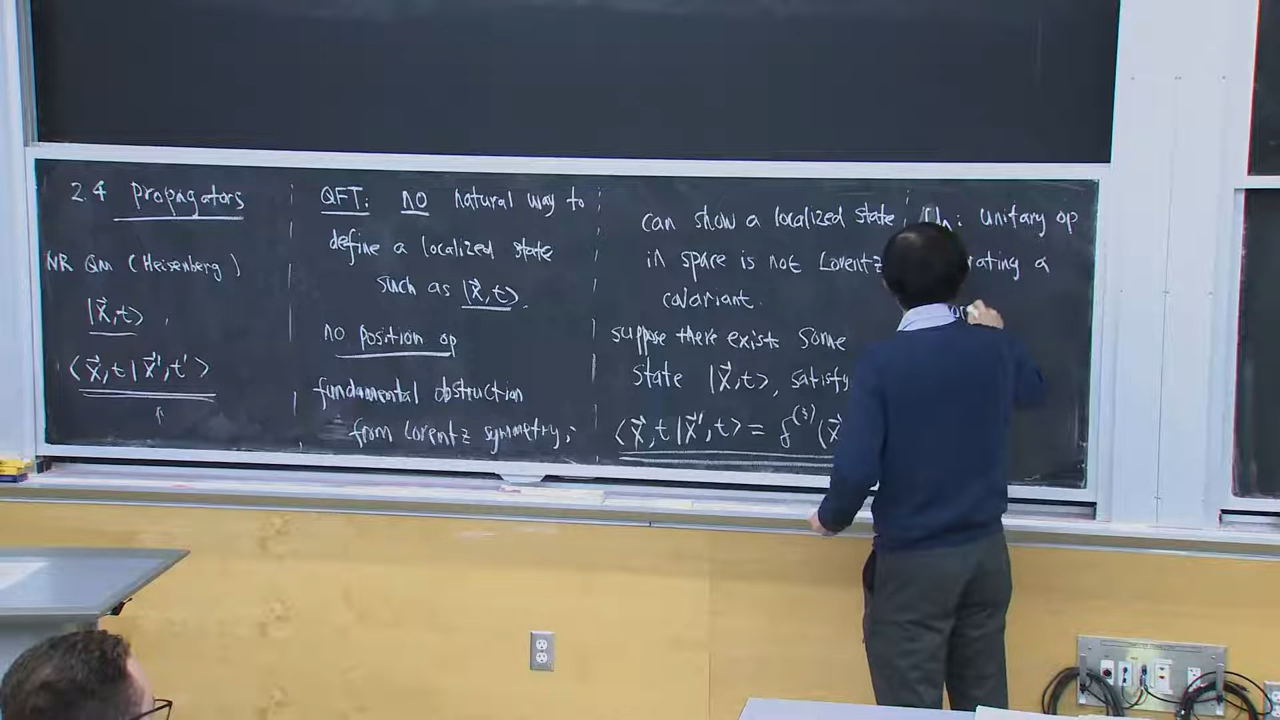 2.4 Propagators
NR QM (Heisenberg)
|x⃗,t⟩ ,
⟨x⃗,t|x⃗',t'⟩
↑
QFT: no natural way to
define a localized state
such as |x⃗,t⟩.
no position op
fundamental obstruction
from Lorentz symmetry;
can show a localized state
in space is not Lorentz
covariant.
suppose there exists some
state |x⃗,t⟩, satisfy
⟨x⃗,t|x⃗',t⟩ = δ⁽³⁾(x⃗
: unitary op
rating a